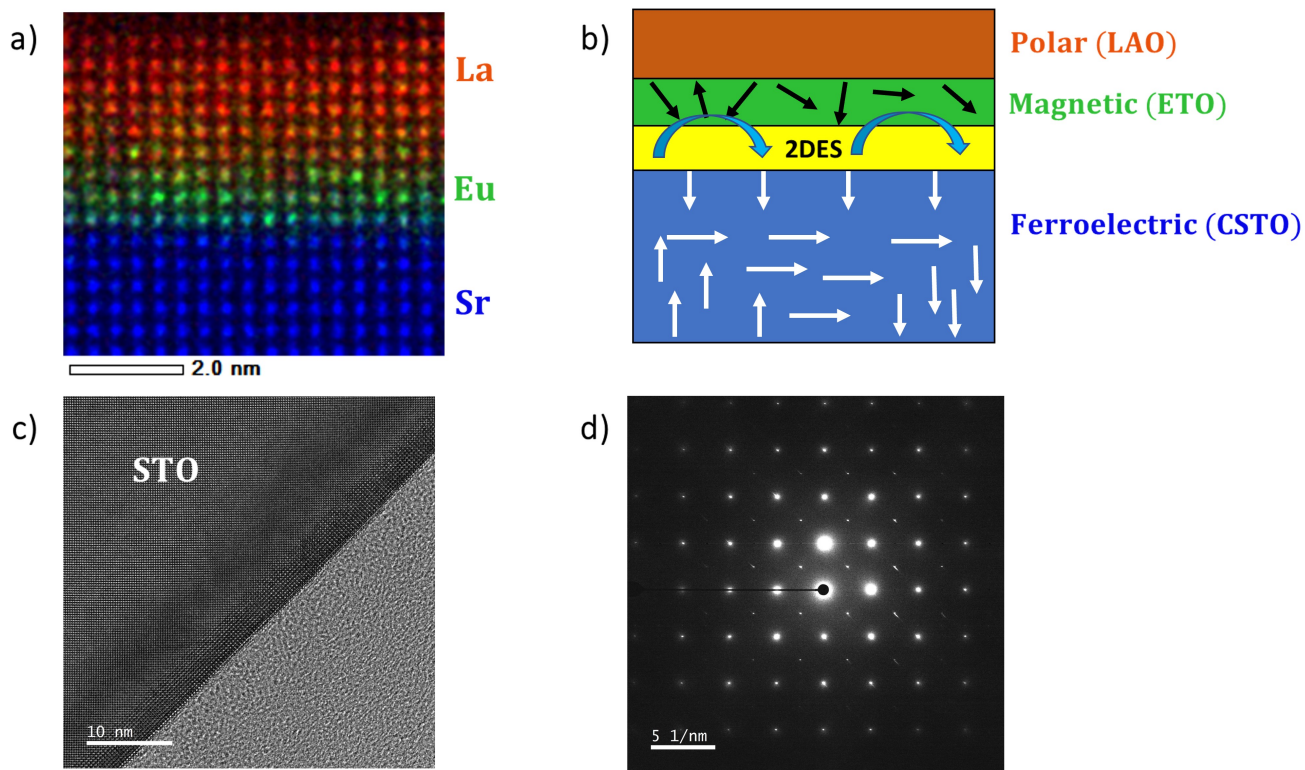 a)
La
Eu
Sr
2.0 nm
b)
2DES
Polar (LAO)
Magnetic (ETO)
Ferroelectric (CSTO)
c)
STO
10 nm
d)
5 1/nm